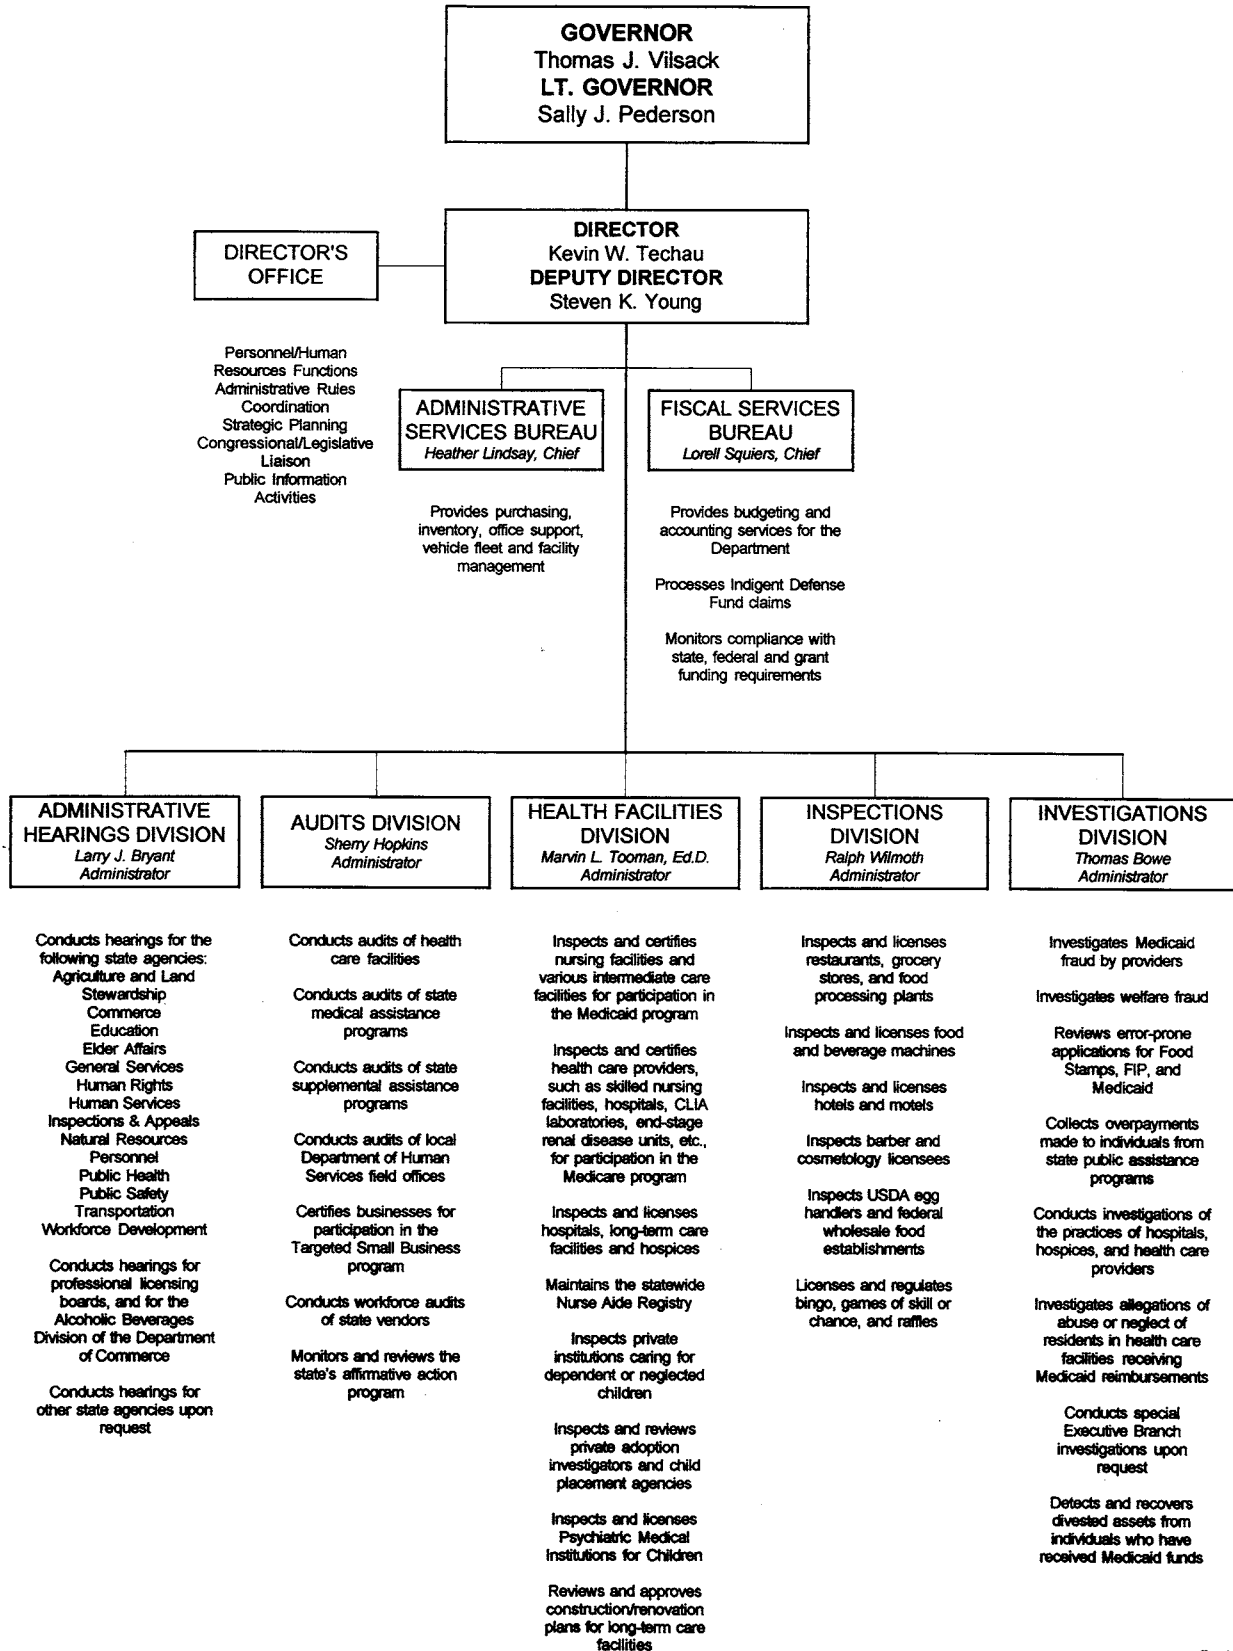 GOVERNOR
Thomas J. Vilsack
LT. GOVERNOR
Sally J. Pederson
DIRECTOR'S
OFFICE
DIRECTOR
Kevin W. Techau
DEPUTY DIRECTOR
Steven K. Young
Personnel/Human
Resources Functions
Administrative Rules
Coordination
Strategic Planning
Congressional/Legislative
Liaison
Public Information
Activities
ADMINISTRATIVE
SERVICES BUREAU
Heather Lindsay, Chief
Provides purchasing,
inventory, office support,
vehicle fleet and facility
management
FISCAL SERVICES
BUREAU
Lorell Squiers, Chief
Provides budgeting and
accounting services for the
Department
Processes Indigent Defense
Fund claims
Monitors compliance with
state, federal and grant
funding requirements
ADMINISTRATIVE
HEARINGS DIVISION
Larry J. Bryant
Administrator
Conducts hearings for the
following state agencies:
Agriculture and Land
Stewardship
Commerce
Education
Elder Affairs
General Services
Human Rights
Human Services
Inspections & Appeals
Natural Resources
Personnel
Public Health
Public Safety
Transportation
Workforce Development
Conducts hearings for
professional licensing
boards, and for the
Alcoholic Beverages
Division of the Department
of Commerce
Conducts hearings for
other state agencies upon
request
AUDITS DIVISION
Sherry Hopkins
Administrator
Conducts audits of health
care facilities
Conducts audits of state
medical assistance
programs
Conducts audits of state
supplemental assistance
programs
Conducts audits of local
Department of Human
Services field offices
Certifies businesses for
participation in the
Targeted Small Business
program
Conducts workforce audits
of state vendors
Monitors and reviews the
state's affirmative action
program
HEALTH FACILITIES
DIVISION
Marvin L. Tooman, Ed.D.
Administrator
Inspects and certifies
nursing facilities and
various intermediate care
facilities for participation in
the Medicaid program
Inspects and certifies
health care providers,
such as skilled nursing
facilities, hospitals, CLIA
laboratories, end-stage
renal disease units, etc.,
for participation in the
Medicare program
Inspects and licenses
hospitals, long-term care
facilities and hospices
Maintains the statewide
Nurse Aide Registry
Inspects private
institutions caring for
dependent or neglected
children
Inspects and reviews
private adoption
investigators and child
placement agencies
Inspects and licenses
Psychiatric Medical
Institutions for Children
Reviews and approves
construction/renovation
plans for long-term care
facilities
INSPECTIONS
DIVISION
Ralph Wilmoth
Administrator
Inspects and licenses
restaurants, grocery
stores, and food
processing plants
Inspects and licenses food
and beverage machines
Inspects and licenses
hotels and motels
Inspects barber and
cosmetology licensees
Inspects USDA egg
handlers and federal
wholesale food
establishments
Licenses and regulates
bingo, games of skill or
chance, and raffles
INVESTIGATIONS
DIVISION
Thomas Bowe
Administrator
Investigates Medicaid
fraud by providers
Investigates welfare fraud
Reviews error-prone
applications for Food
Stamps, FIP, and
Medicaid
Collects overpayments
made to individuals from
state public assistance
programs
Conducts investigations of
the practices of hospitals,
hospices, and health care
providers
Investigates allegations of
abuse or neglect of
residents in health care
facilities receiving
Medicaid reimbursements
Conducts special
Executive Branch
investigations upon
request
Detects and recovers
divested assets from
individuals who have
received Medicaid funds